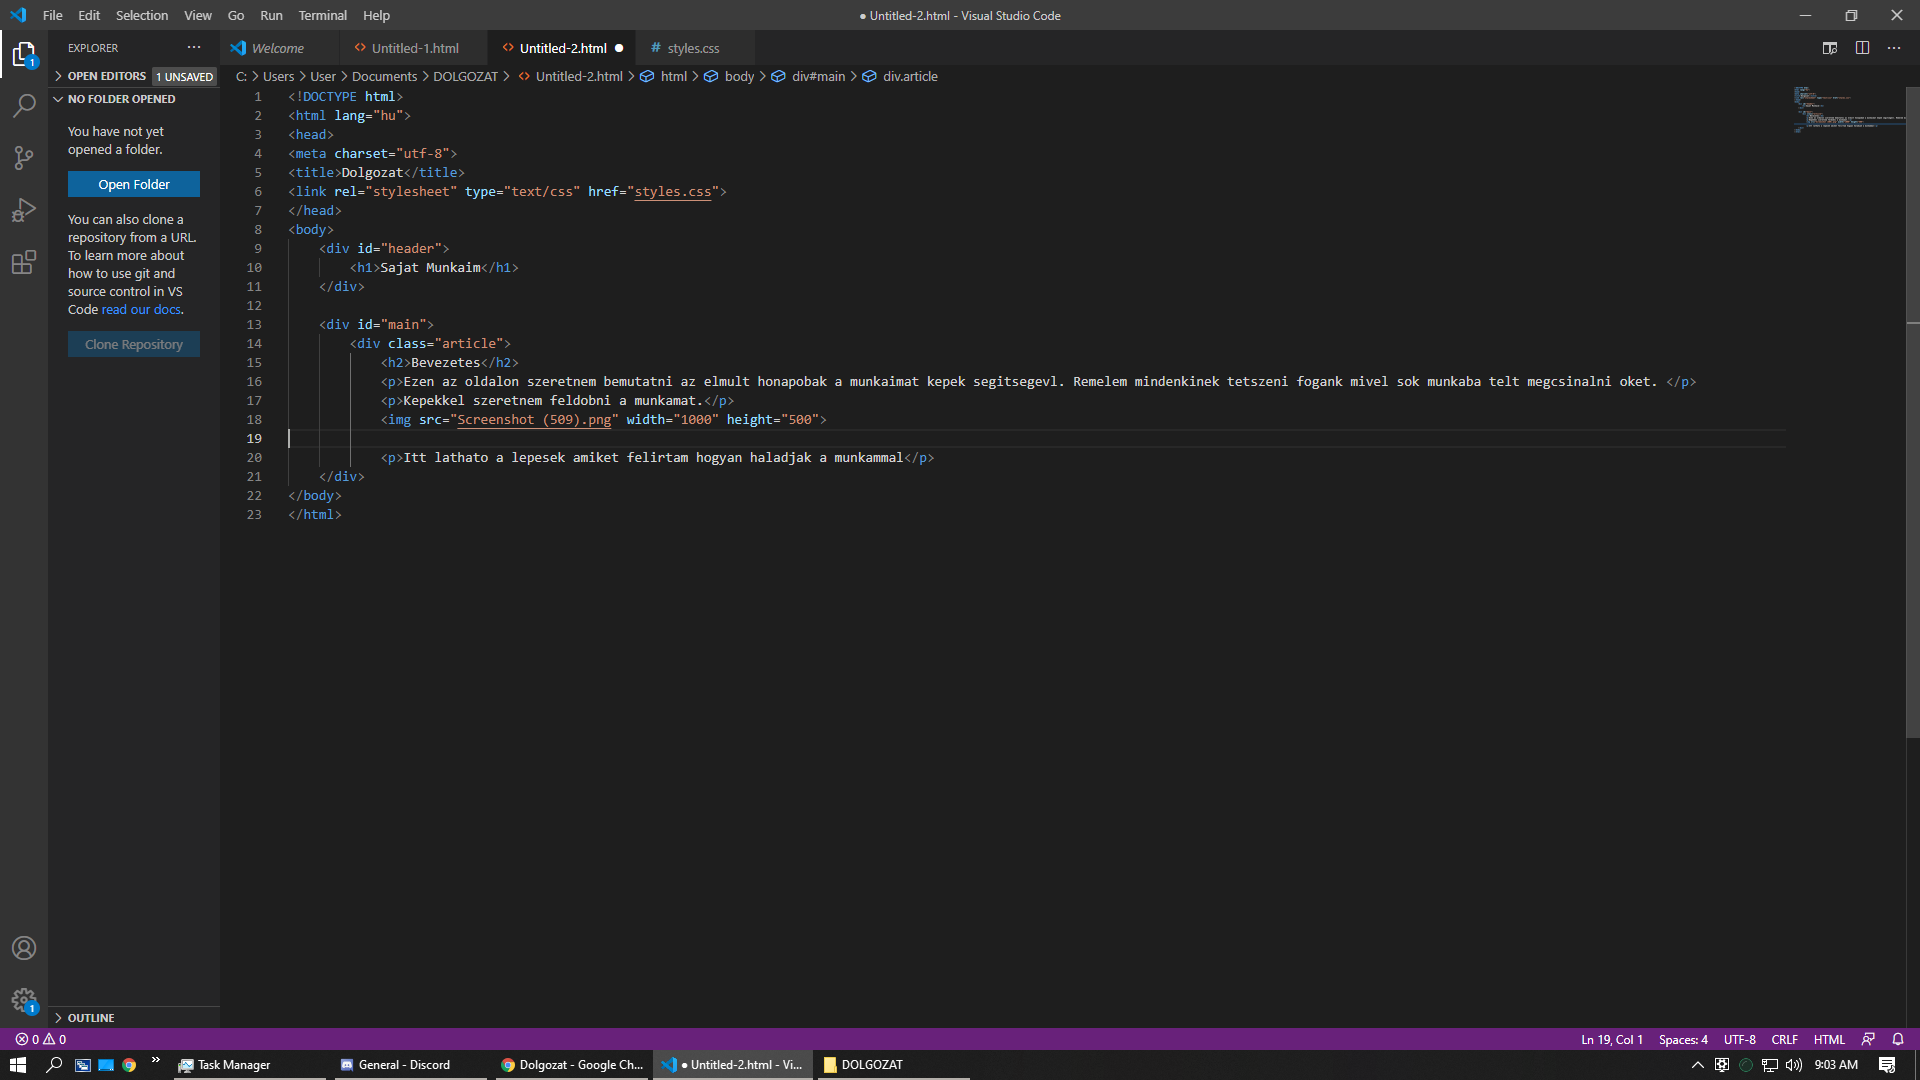 File Edit Selection View Go Run Terminal Help
● Untitled-2.html - Visual Studio Code
EXPLORER
Welcome
Untitled-1.html
Untitled-2.html
# styles.css
OPEN EDITORS 1 UNSAVED
C: > Users > User > Documents > DOLGOZAT > Untitled-2.html > html > body > div#main > div.article
NO FOLDER OPENED
You have not yet
opened a folder.
Open Folder
You can also clone a
repository from a URL.
To learn more about
how to use git and
source control in VS
Code read our docs.
Clone Repository
OUTLINE
1 <!DOCTYPE html>
2 <html lang="hu">
3 <head>
4 <meta charset="utf-8">
5 <title>Dolgozat</title>
6 <link rel="stylesheet" type="text/css" href="styles.css">
7 </head>
8 <body>
9 <div id="header">
10 <h1>Sajat Munkaim</h1>
11 </div>
12
13 <div id="main">
14 <div class="article">
15 <h2>Bevezetes</h2>
16 <p>Ezen az oldalon szeretnem bemutatni az elmult honapobak a munkaimat kepek segitsegevl. Remelem mindenkinek tetszeni fogank mivel sok munkaba telt megcsinalni oket. </p>
17 <p>Kepekkel szeretnem feldobni a munkamat.</p>
18 <img src="Screenshot (509).png" width="1000" height="500">
19
20 <p>Itt lathato a lepesek amiket felirtam hogyan haladjak a munkammal</p>
21 </div>
22 </body>
23 </html>
1
1
0 0
Ln 19, Col 1 Spaces: 4 UTF-8 CRLF HTML
Task Manager
General - Discord
Dolgozat - Google Ch...
● Untitled-2.html - Vi...
DOLGOZAT
9:03 AM